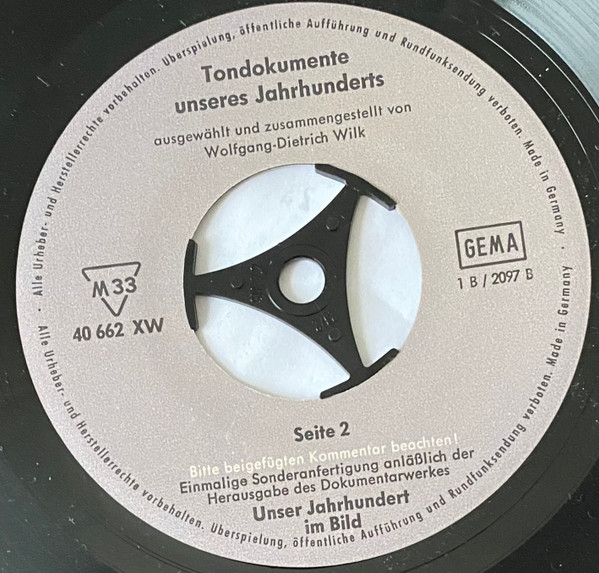 Alle Urheber- und Herstellerrechte vorbehalten. Überspielung, öffentliche Aufführung und Rundfunksendung verboten. Made in Germany ·
Tondokumente
unseres Jahrhunderts
ausgewählt und zusammengestellt von
Wolfgang-Dietrich Wilk
M 33
40 662 XW
GEMA
1 B / 2097 B
Seite 2
Bitte beigefügten Kommentar beachten!
Einmalige Sonderanfertigung anläßlich der
Herausgabe des Dokumentarwerkes
Unser Jahrhundert
im Bild
Alle Urheber- und Herstellerrechte vorbehalten. Überspielung, öffentliche Aufführung und Rundfunksendung verboten. Made in Germany ·